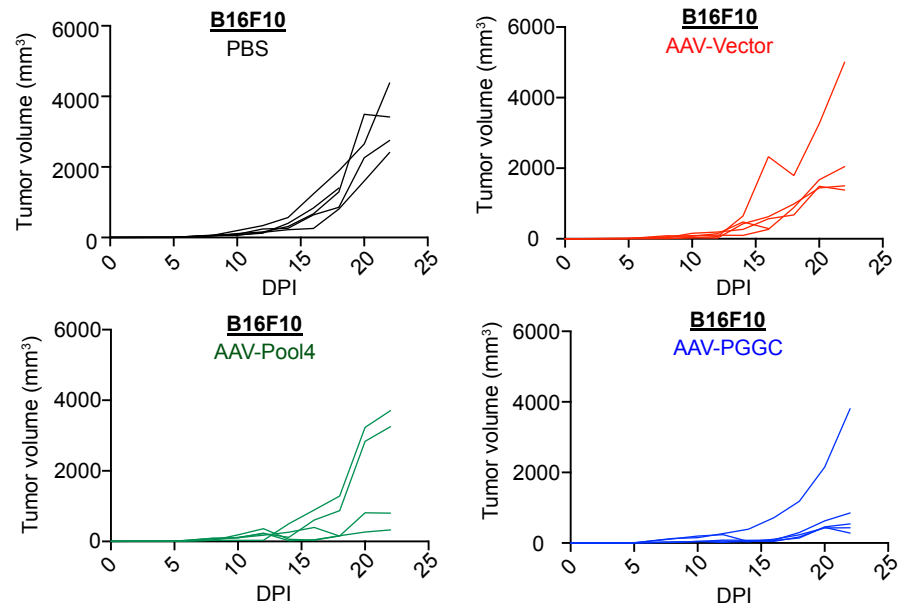 B16F10
PBS
Tumor volume (mm³)
6000
4000
2000
0
0 5 10 15 20 25
DPI
B16F10
AAV-Vector
Tumor volume (mm³)
6000
4000
2000
0
0 5 10 15 20 25
DPI
B16F10
AAV-Pool4
Tumor volume (mm³)
6000
4000
2000
0
0 5 10 15 20 25
DPI
B16F10
AAV-PGGC
Tumor volume (mm³)
6000
4000
2000
0
0 5 10 15 20 25
DPI